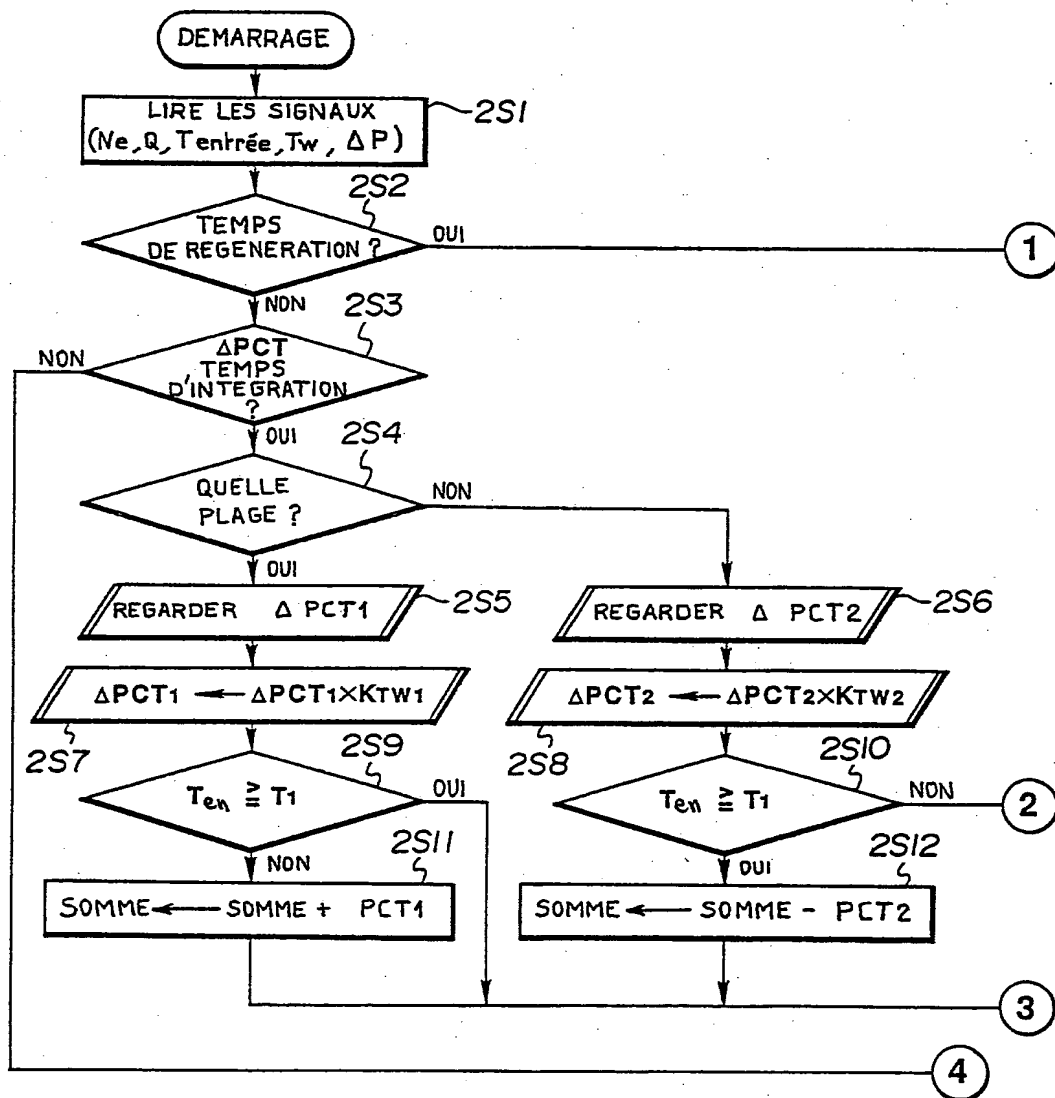 DEMARRAGE
LIRE LES SIGNAUX
(Ne, Q, Tentrée, Tw, ΔP)
2S1
2S2
TEMPS
DE REGENERATION ?
OUI
1
NON
2S3
NON
ΔPCT
TEMPS
D'INTEGRATION
?
OUI
2S4
QUELLE
PLAGE ?
NON
OUI
REGARDER Δ PCT1
2S5
REGARDER Δ PCT2
2S6
ΔPCT1 ← ΔPCT1×KTW1
2S7
ΔPCT2 ← ΔPCT2×KTW2
2S8
2S9
Ten ≧ T1
OUI
2S10
Ten ≧ T1
NON
2
NON
2S11
OUI
2S12
SOMME ← SOMME + PCT1
SOMME ← SOMME - PCT2
3
4